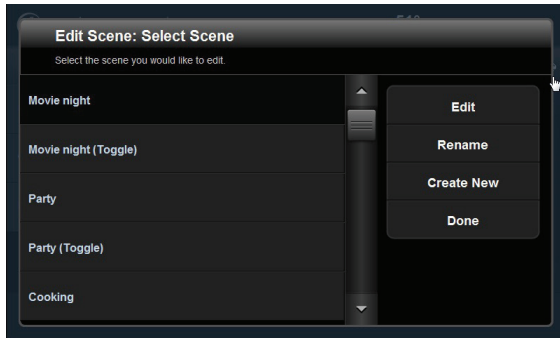 Edit Scene: Select Scene
Select the scene you would like to edit.
Movie night
Movie night (Toggle)
Party
Party (Toggle)
Cooking
Edit
Rename
Create New
Done